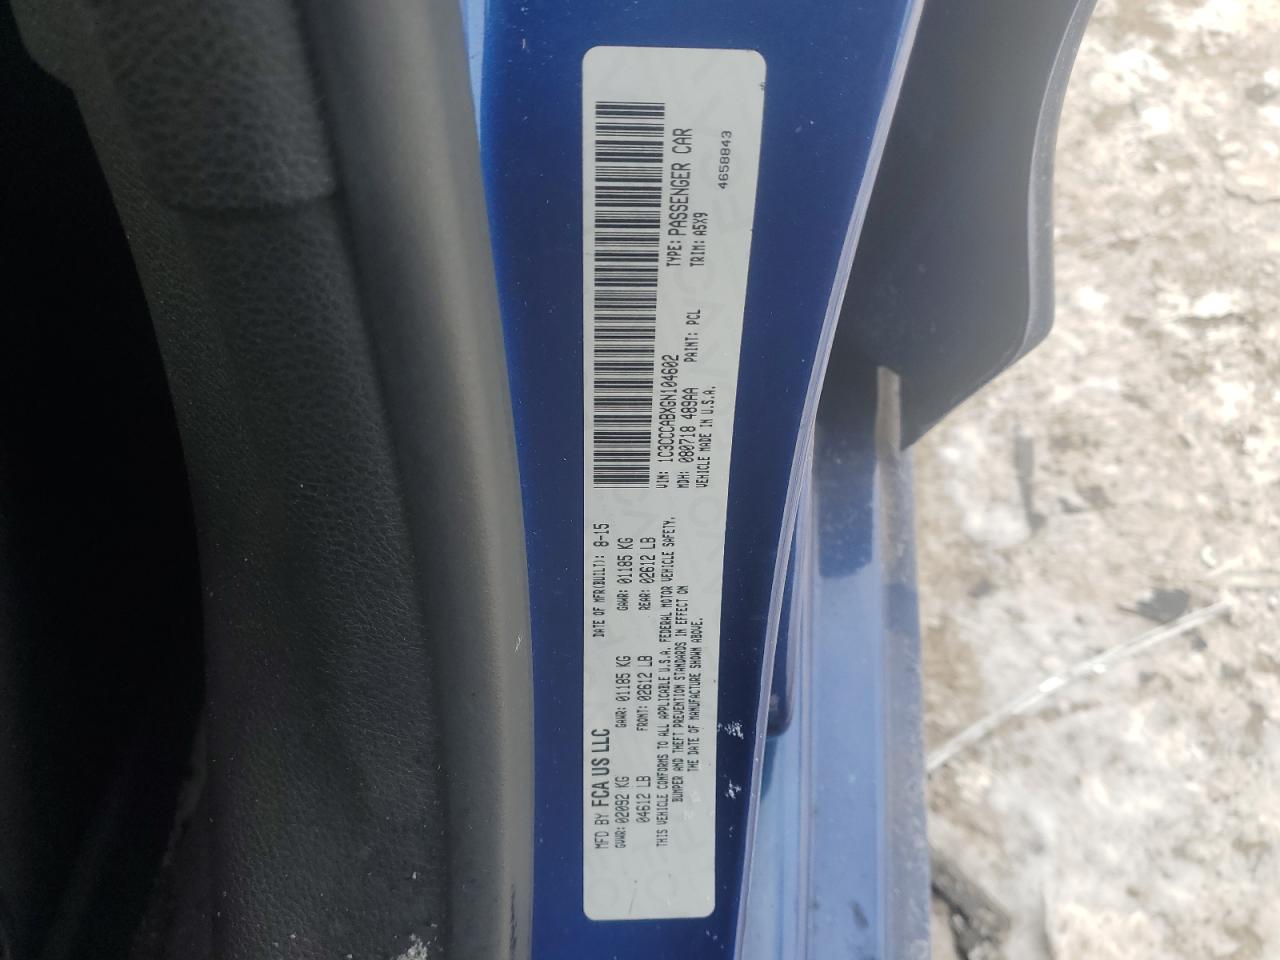 MFD BY FCA US LLC DATE OF MFR(BUILT): 8-15
GVWR: 02092 KG GAWR: 01185 KG GAWR: 01185 KG
04612 LB FRONT: 02612 LB REAR: 02612 LB
THIS VEHICLE CONFORMS TO ALL APPLICABLE U.S.A. FEDERAL MOTOR VEHICLE SAFETY,
BUMPER AND THEFT PREVENTION STANDARDS IN EFFECT ON
THE DATE OF MANUFACTURE SHOWN ABOVE.
VIN: 1C3CCCABXGN104602 TYPE: PASSENGER CAR
MDH: 080718 489AA PAINT: PCL TRIM: A5X9
VEHICLE MADE IN U.S.A.
4658843